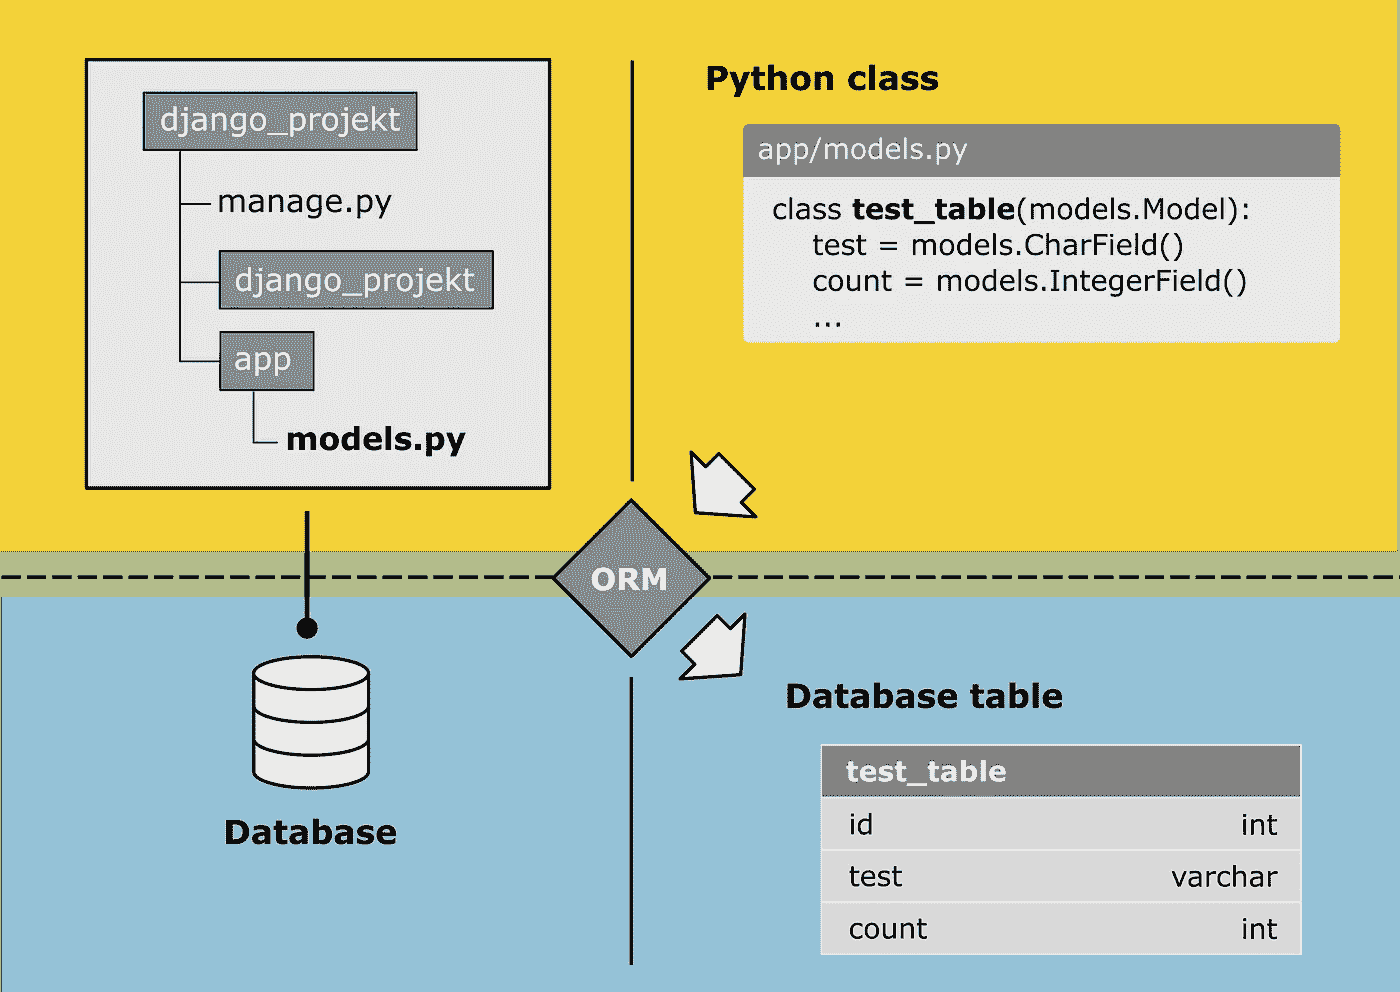 django_projekt
manage.py
django_projekt
app
models.py
Python class
app/models.py
class test_table(models.Model):
test = models.CharField()
count = models.IntegerField()
...
ORM
Database
Database table
test_table
id int
test varchar
count int